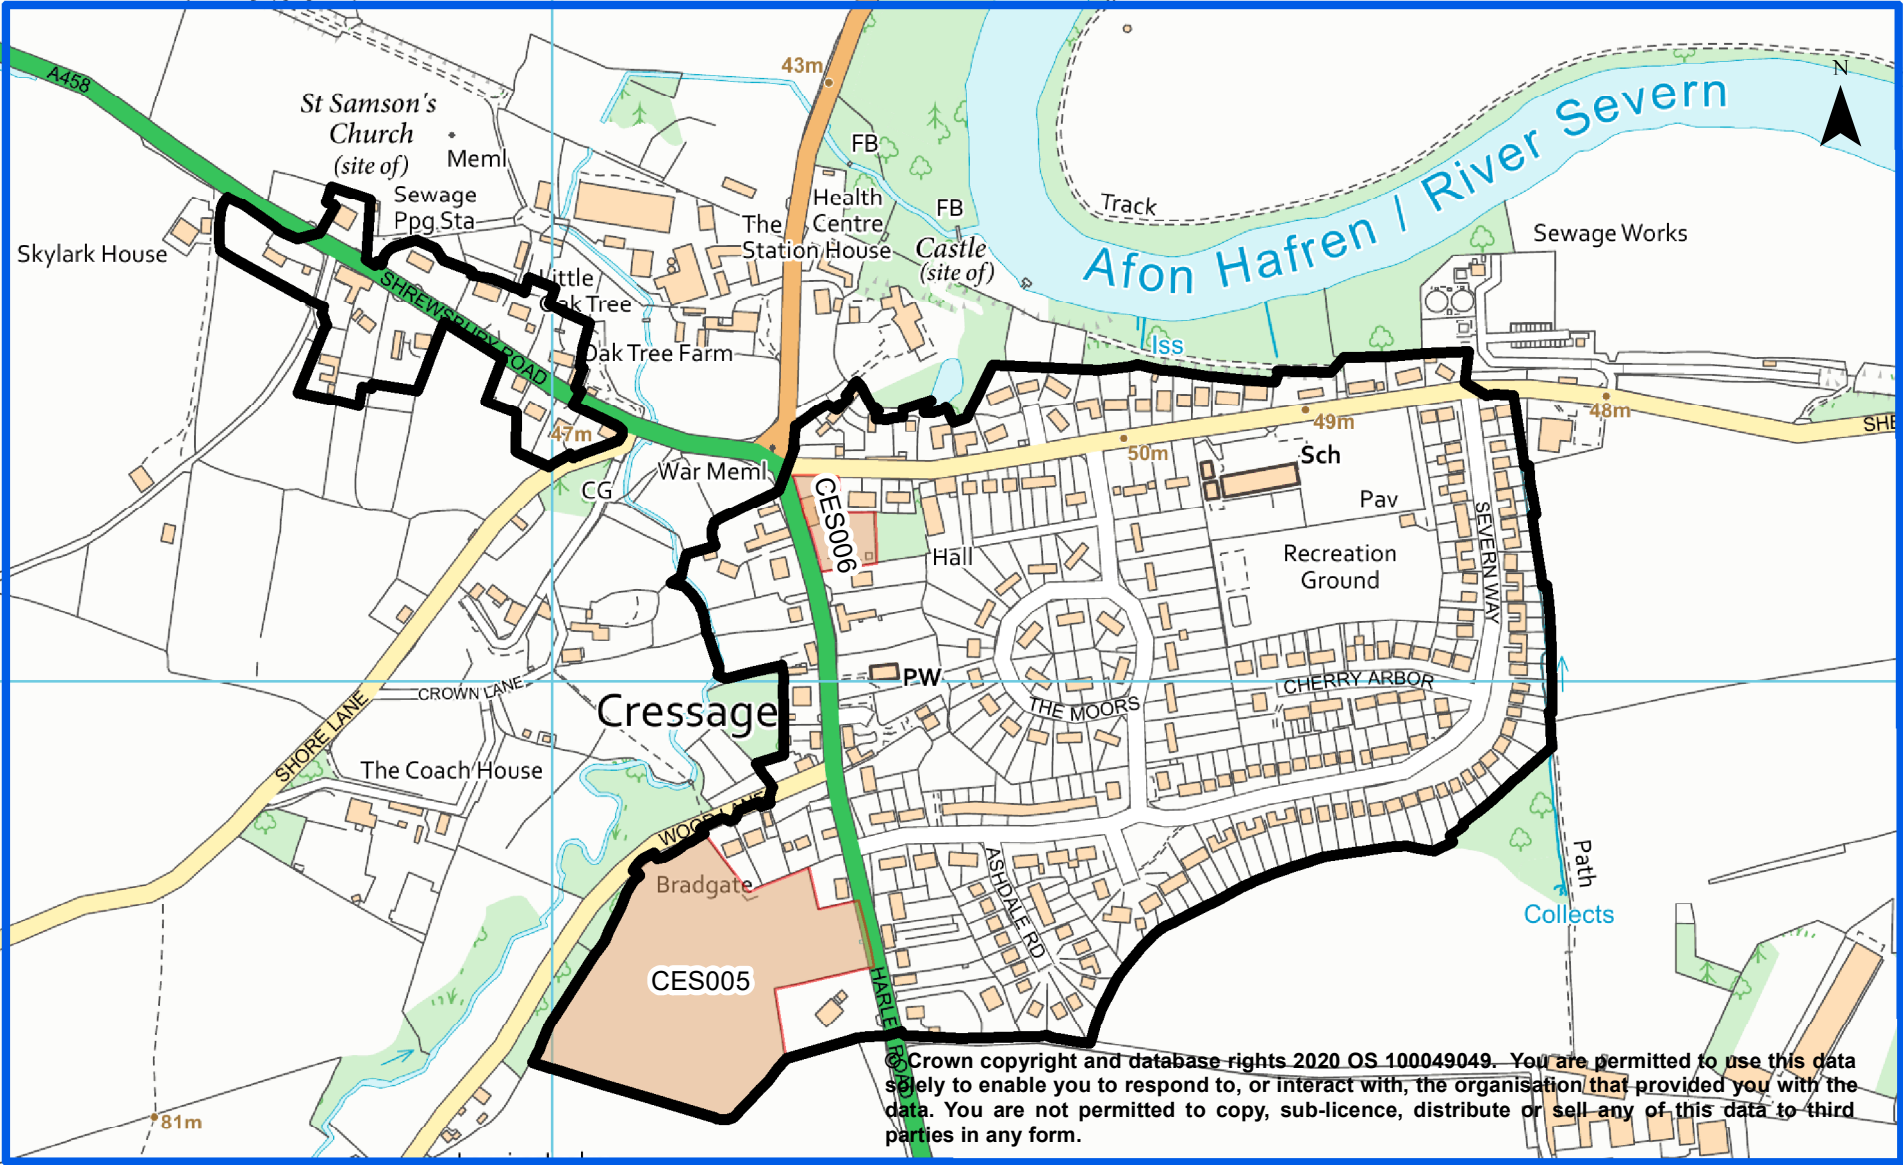 A458
St Samson's
Church
(site of)
Meml
Sewage
Ppg Sta
Skylark House
43m
FB
Health
Centre
The
Station House
FB
Castle
(site of)
Track
Afon Hafren / River Severn
N
Sewage Works
Iss
Little
Oak Tree
SHREWSBURY ROAD
Oak Tree Farm
47m
War Meml
CG
49m
50m
48m
SHE
Sch
Pav
CES006
Hall
Recreation
Ground
SEVERN WAY
PW
CROWN LANE
Cressage
THE MOORS
CHERRY ARBOR
SHORE LANE
The Coach House
WOOD LANE
Bradgate
CES005
ASHDALE RD
HARLEY ROAD
Path
Collects
81m
© Crown copyright and database rights 2020 OS 100049049. You are permitted to use this data
solely to enable you to respond to, or interact with, the organisation that provided you with the
data. You are not permitted to copy, sub-licence, distribute or sell any of this data to third
parties in any form.